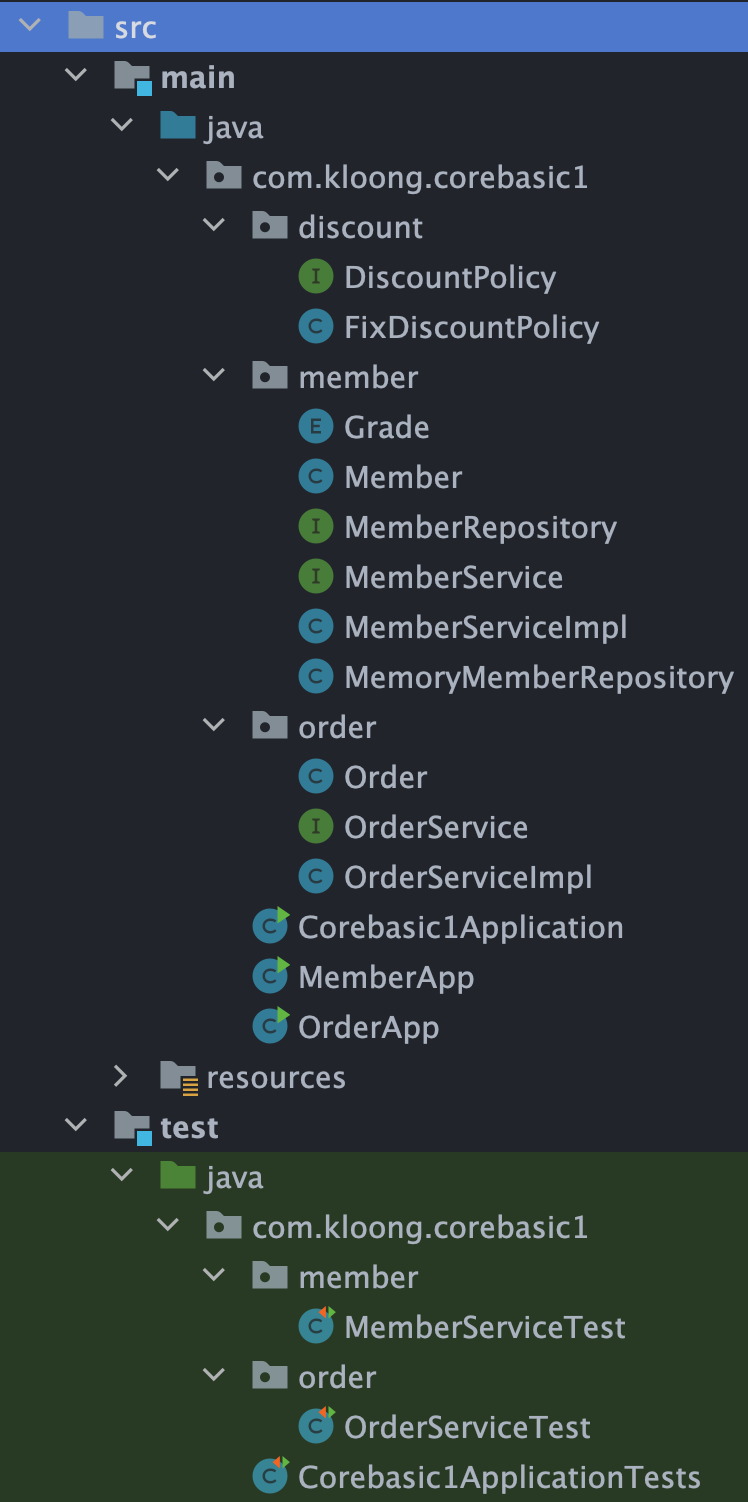 src
main
java
com.kloong.corebasic1
discount
I DiscountPolicy
C FixDiscountPolicy
member
E Grade
C Member
I MemberRepository
I MemberService
C MemberServiceImpl
C MemoryMemberRepository
order
C Order
I OrderService
C OrderServiceImpl
C Corebasic1Application
C MemberApp
C OrderApp
resources
test
java
com.kloong.corebasic1
member
C MemberServiceTest
order
C OrderServiceTest
C Corebasic1ApplicationTests